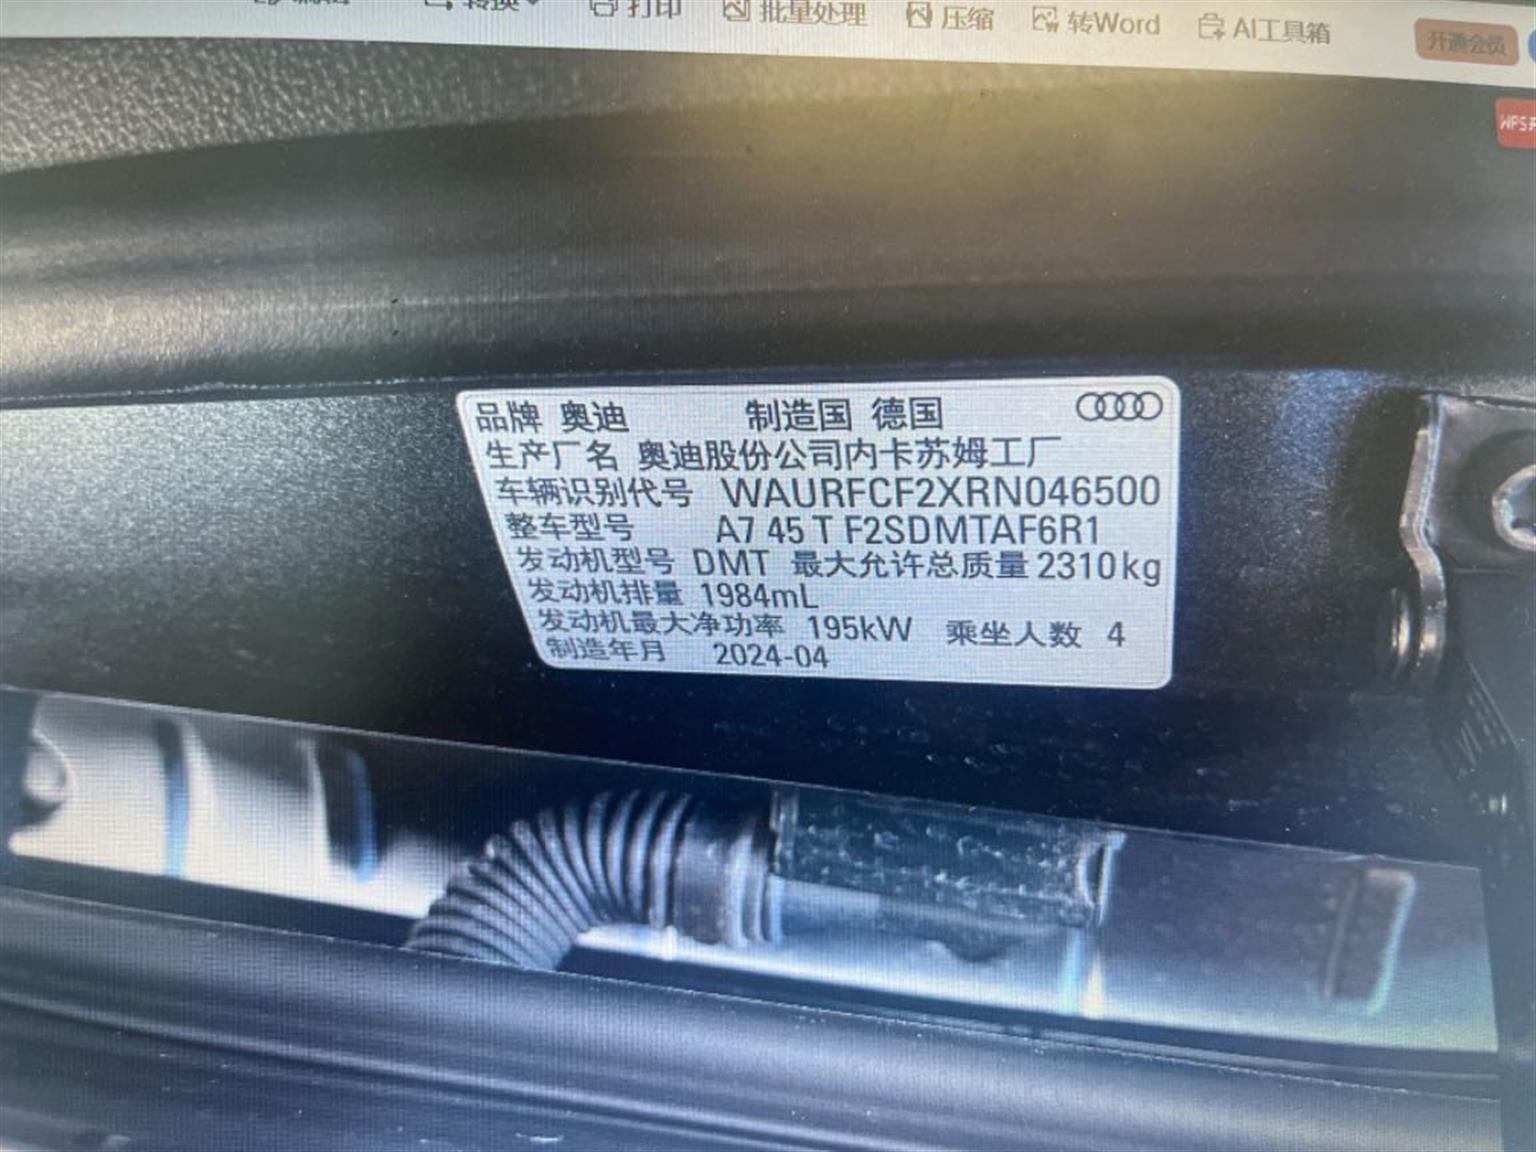 转换 打印 批量处理 压缩 转Word AI工具箱 开通会员
WPS
品牌 奥迪 制造国 德国
生产厂名 奥迪股份公司内卡苏姆工厂
车辆识别代号 WAURFCF2XRN046500
整车型号 A7 45 T F2SDMTAF6R1
发动机型号 DMT 最大允许总质量 2310kg
发动机排量 1984mL
发动机最大净功率 195kW 乘坐人数 4
制造年月 2024-04